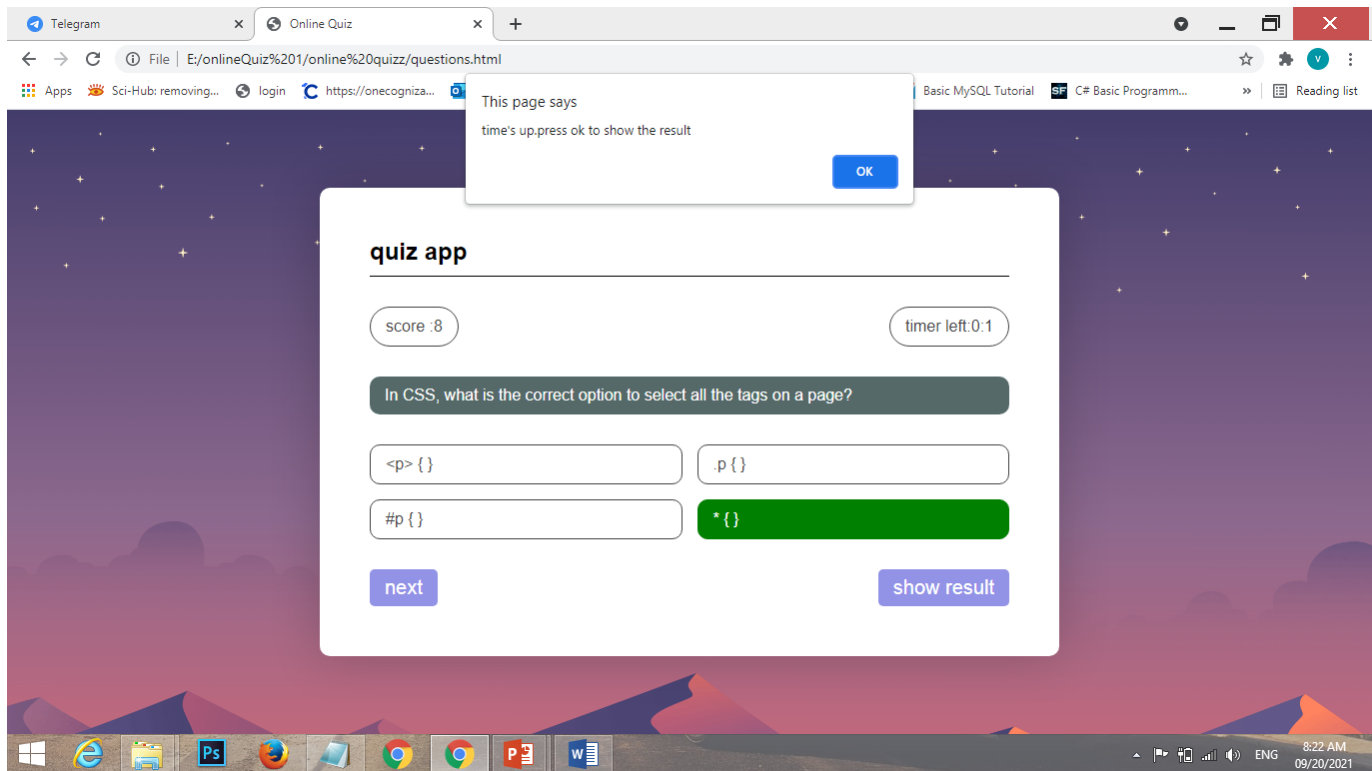 Telegram
Online Quiz
File E:/onlineQuiz%201/online%20quizz/questions.html
V
Apps Sci-Hub: removing... login https://onecogniza... Basic MySQL Tutorial SF C# Basic Programm... » Reading list
This page says
time's up.press ok to show the result
OK
quiz app
score :8 timer left:0:1
In CSS, what is the correct option to select all the tags on a page?
<p> { } .p { }
#p { } * { }
next show result
Ps
ENG 8:22 AM
09/20/2021